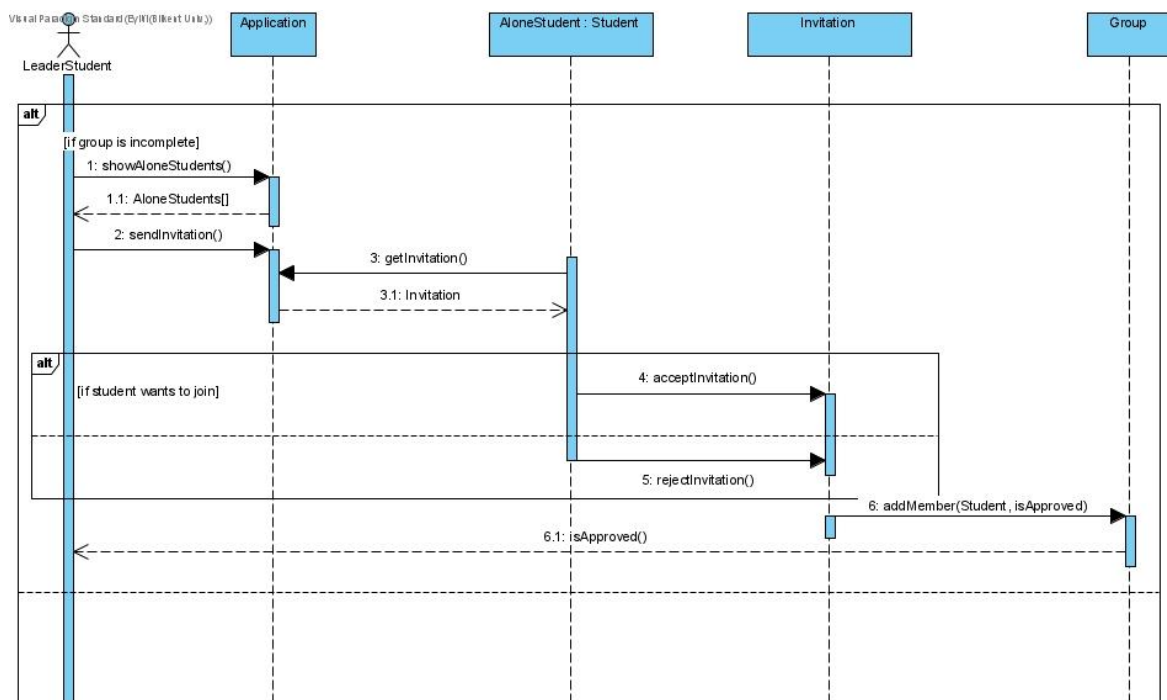 Visual Paradigm Standard (Bilkent Univ.)
LeaderStudent
Application
AloneStudent : Student
Invitation
Group
alt
[if group is incomplete]
1: showAloneStudents()
1.1: AloneStudents[]
2: sendInvitation()
3: getInvitation()
3.1: Invitation
alt
[if student wants to join]
4: acceptInvitation()
5: rejectInvitation()
6: addMember(Student, isApproved)
6.1: isApproved()